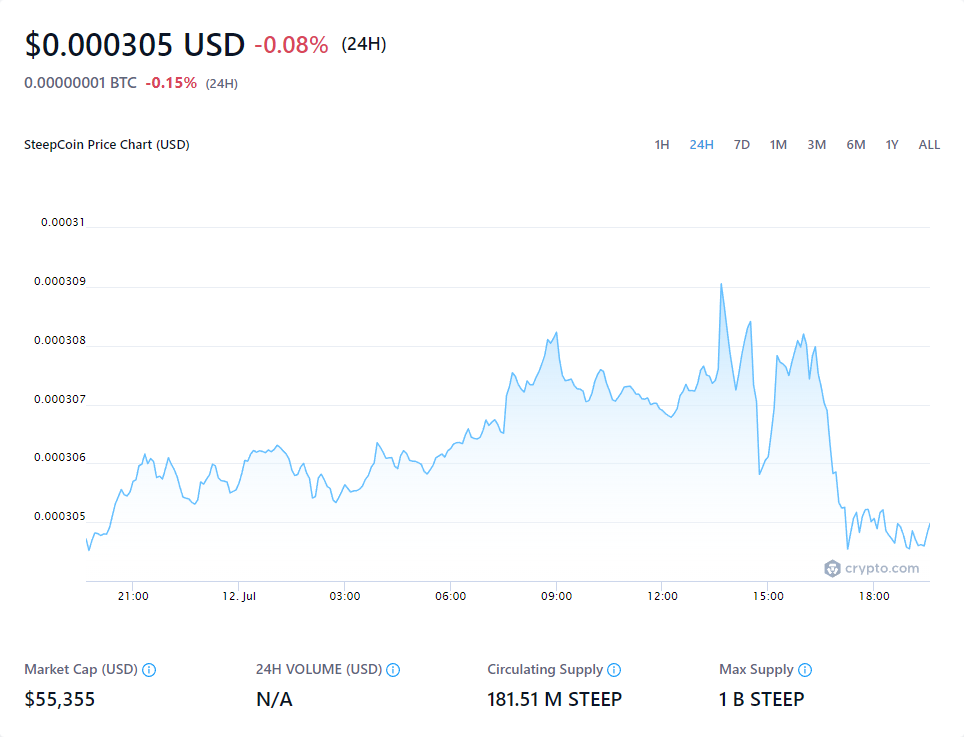 $0.000305 USD -0.08% (24H)
0.00000001 BTC -0.15% (24H)
SteepCoin Price Chart (USD) 1H 24H 7D 1M 3M 6M 1Y ALL
0.00031
0.000309
0.000308
0.000307
0.000306
0.000305
crypto.com
21:00 12. Jul 03:00 06:00 09:00 12:00 15:00 18:00
Market Cap (USD) 24H VOLUME (USD) Circulating Supply Max Supply
$55,355 N/A 181.51 M STEEP 1 B STEEP